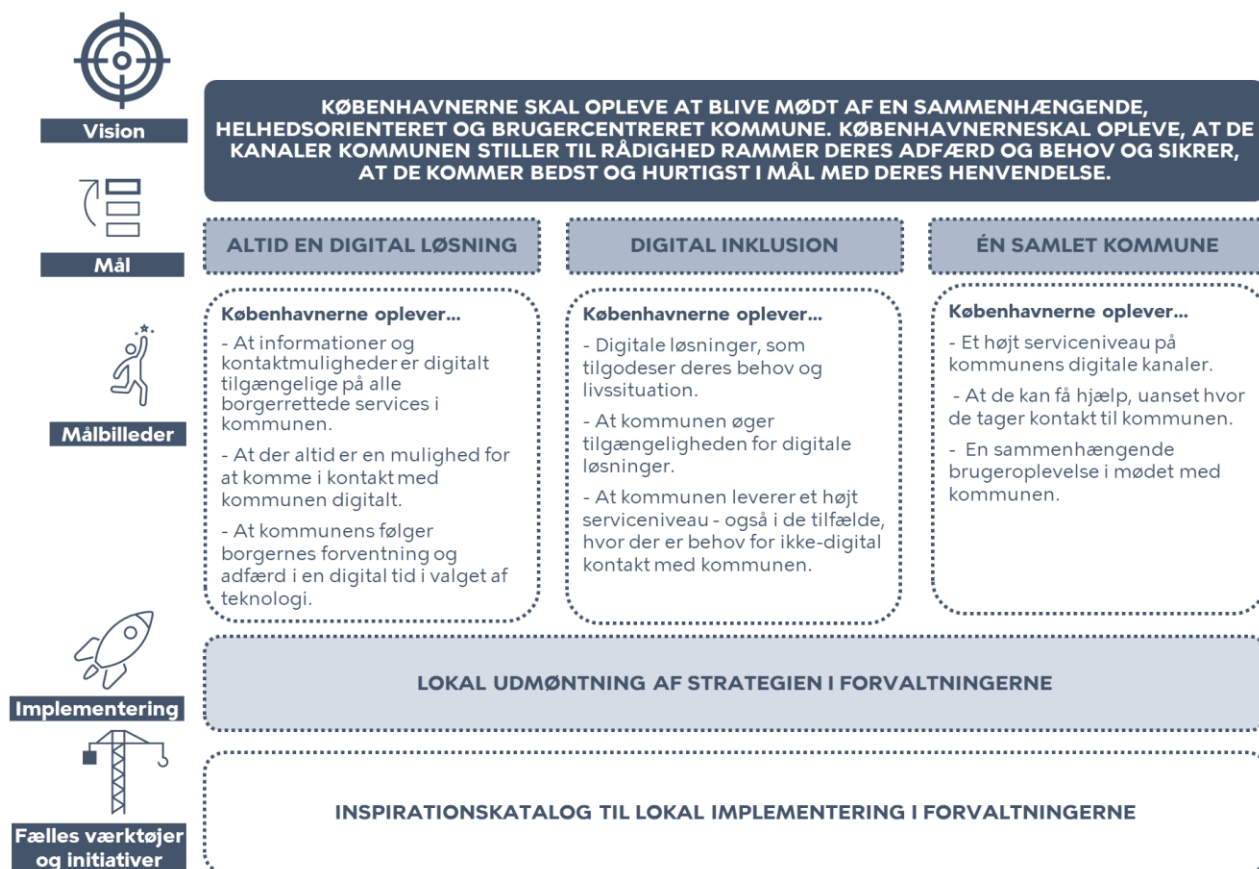 Vision
KØBENHAVNERNE SKAL OPLEVE AT BLIVE MØDT AF EN SAMMENHÆNGENDE,
HELHEDSORIENTERET OG BRUGERCENTRERET KOMMUNE. KØBENHAVNERNESKAL OPLEVE, AT DE
KANALER KOMMUNEN STILLER TIL RÅDIGHED RAMMER DERES ADFÆRD OG BEHOV OG SIKRER,
AT DE KOMMER BEDST OG HURTIGST I MÅL MED DERES HENVENDELSE.
Mål
ALTID EN DIGITAL LØSNING
DIGITAL INKLUSION
ÉN SAMLET KOMMUNE
Målbilleder
Københavnerne oplever...
- At informationer og
kontaktmuligheder er digitalt
tilgængelige på alle
borgerrettede services i
kommunen.
- At der altid er en mulighed for
at komme i kontakt med
kommunen digitalt.
- At kommunens følger
borgernes forventning og
adfærd i en digital tid i valget af
teknologi.
Københavnerne oplever...
- Digitale løsninger, som
tilgodeser deres behov og
livssituation.
- At kommunen øger
tilgængeligheden for digitale
løsninger.
- At kommunen leverer et højt
serviceniveau - også i de tilfælde,
hvor der er behov for ikke-digital
kontakt med kommunen.
Københavnerne oplever...
- Et højt serviceniveau på
kommunens digitale kanaler.
- At de kan få hjælp, uanset hvor
de tager kontakt til kommunen.
- En sammenhængende
brugeroplevelse i mødet med
kommunen.
Implementering
LOKAL UDMØNTNING AF STRATEGIEN I FORVALTNINGERNE
Fælles værktøjer
og initiativer
INSPIRATIONSKATALOG TIL LOKAL IMPLEMENTERING I FORVALTNINGERNE